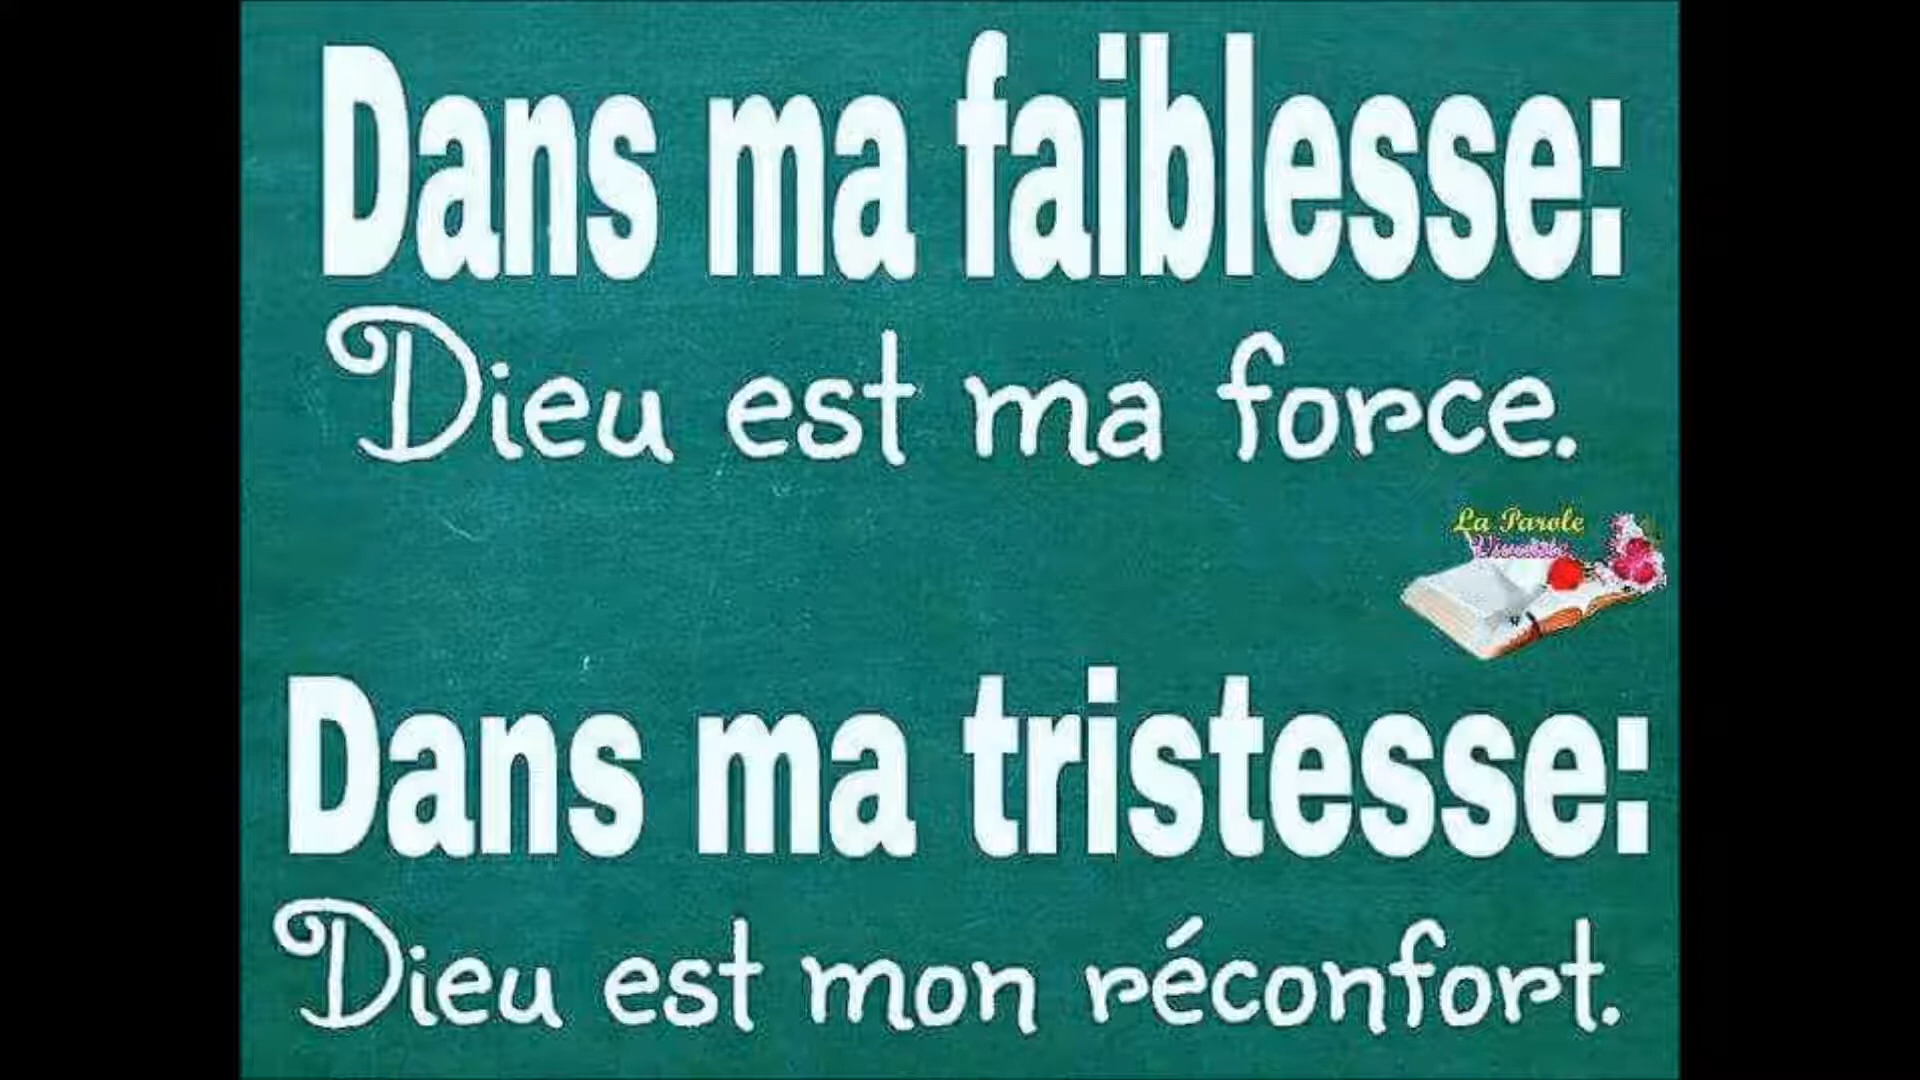 Dans ma faiblesse:
Dieu est ma force.
La Parole
Dans ma tristesse:
Dieu est mon réconfort.